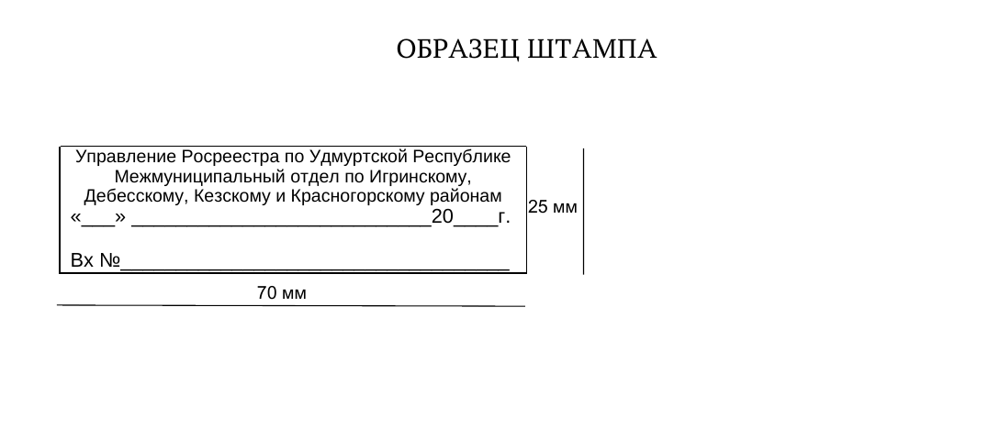 ОБРАЗЕЦ ШТАМПА
Управление Росреестра по Удмуртской Республике
Межмуниципальный отдел по Игринскому,
Дебесскому, Кезскому и Красногорскому районам
«___» ___________________________20____г.
25 мм
Вх №___________________________________
70 мм